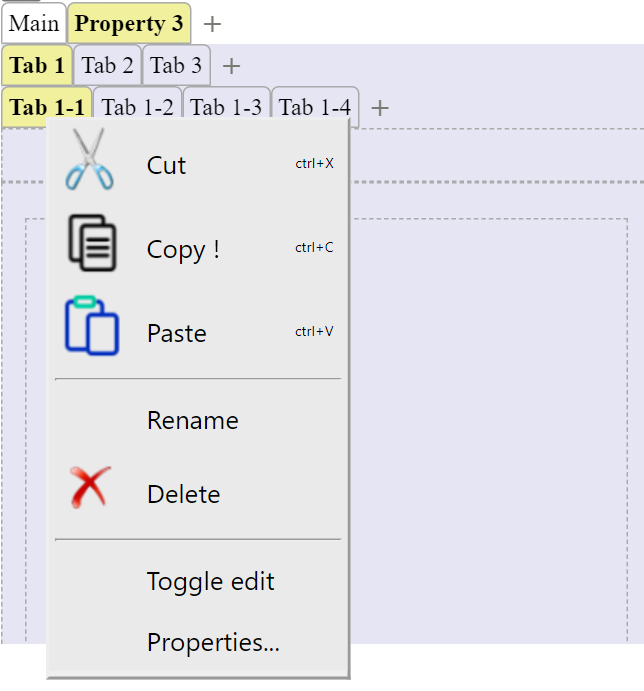 Main Property 3 +
Tab 1 Tab 2 Tab 3 +
Tab 1-1 Tab 1-2 Tab 1-3 Tab 1-4 +
Cut ctrl+X
Copy ! ctrl+C
Paste ctrl+V
Rename
Delete
Toggle edit
Properties...